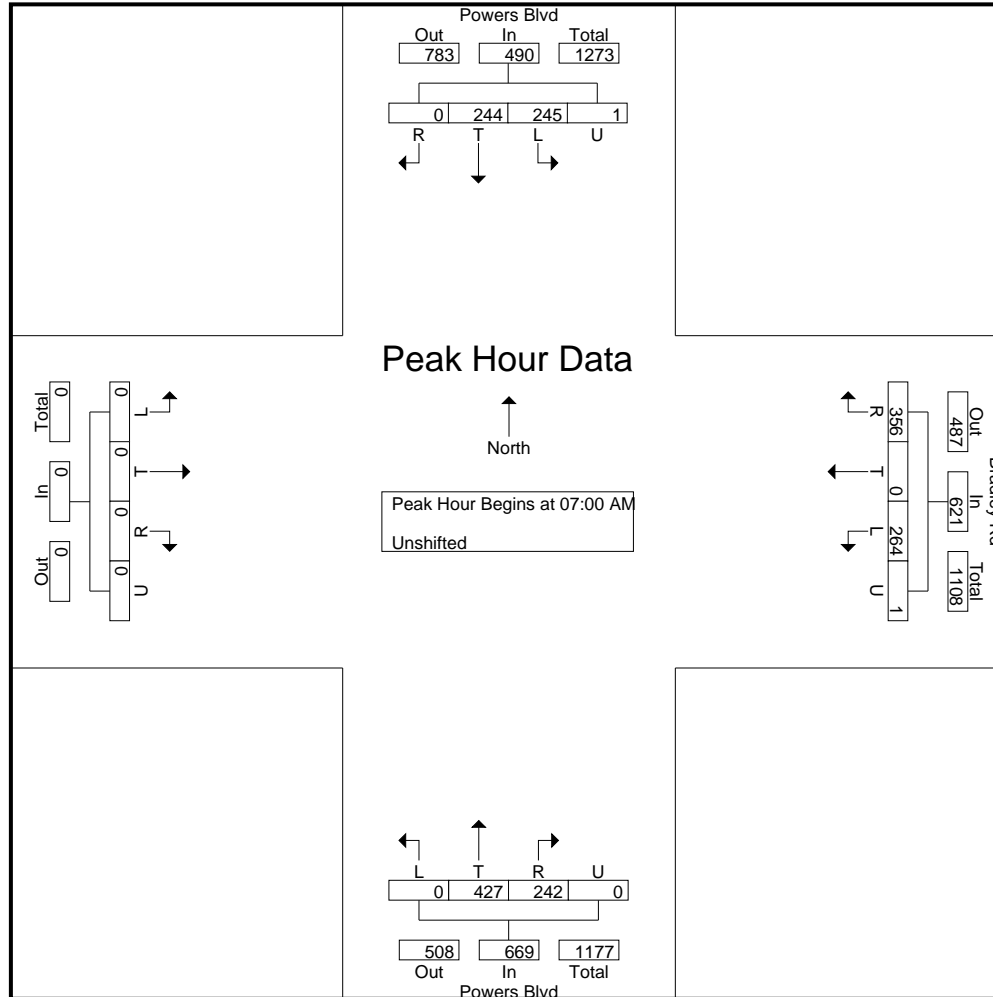 Powers Blvd
Out In Total
783 490 1273
0 244 245 1
R T L U
Peak Hour Data
North
Peak Hour Begins at 07:00 AM
Unshifted
Total 0
In 0
Out 0
0 0 0 0
L T R U
R T L U
356 0 264 1
Out 487
In 621
Total 1108
L T R U
0 427 242 0
508 669 1177
Out In Total
Powers Blvd